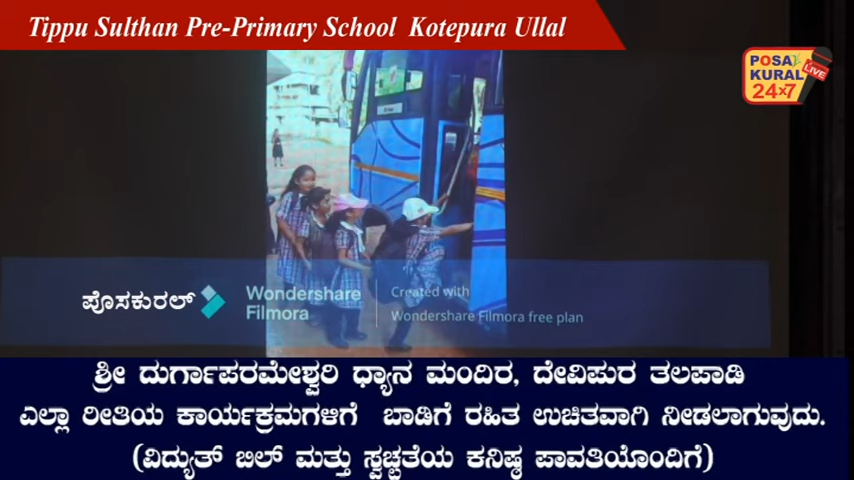 Tippu Sulthan Pre-Primary School Kotepura Ullal
POSA
KURAL
LIVE
24x7
ಪೊಸಕುರಲ್
Wondershare
Filmora
Created with
Wondershare Filmora free plan
ಶ್ರೀ ದುರ್ಗಾಪರಮೇಶ್ವರಿ ಧ್ಯಾನ ಮಂದಿರ, ದೇವಿಪುರ ತಲಪಾಡಿ
ಎಲ್ಲಾ ರೀತಿಯ ಕಾರ್ಯಕ್ರಮಗಳಿಗೆ ಬಾಡಿಗೆ ರಹಿತ ಉಚಿತವಾಗಿ ನೀಡಲಾಗುವುದು.
(ವಿದ್ಯುತ್ ಬಿಲ್ ಮತ್ತು ಸ್ವಚ್ಚತೆಯ ಕನಿಷ್ಠ ಪಾವತಿಯೊಂದಿಗೆ)